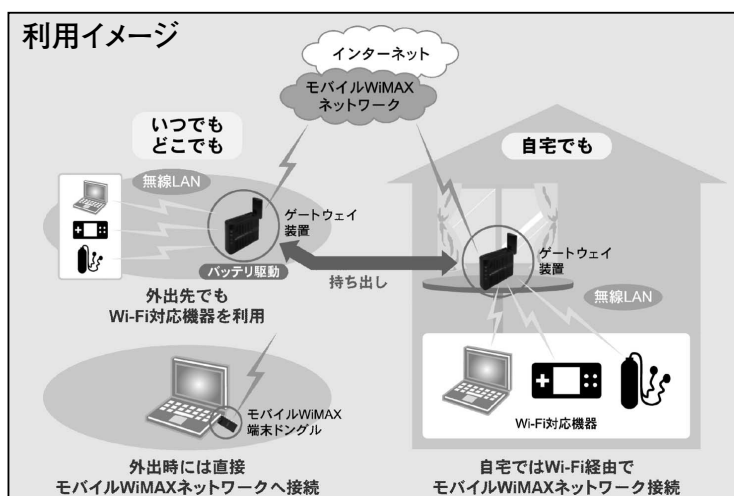 利用イメージ
インターネット
モバイルWiMAX
ネットワーク
いつでも
どこでも
無線LAN
ゲートウェイ
装置
バッテリ駆動
外出先でも
Wi-Fi対応機器を利用
持ち出し
自宅でも
ゲートウェイ
装置
無線LAN
Wi-Fi対応機器
モバイルWiMAX
端末ドングル
外出時には直接
モバイルWiMAXネットワークへ接続
自宅ではWi-Fi経由で
モバイルWiMAXネットワーク接続